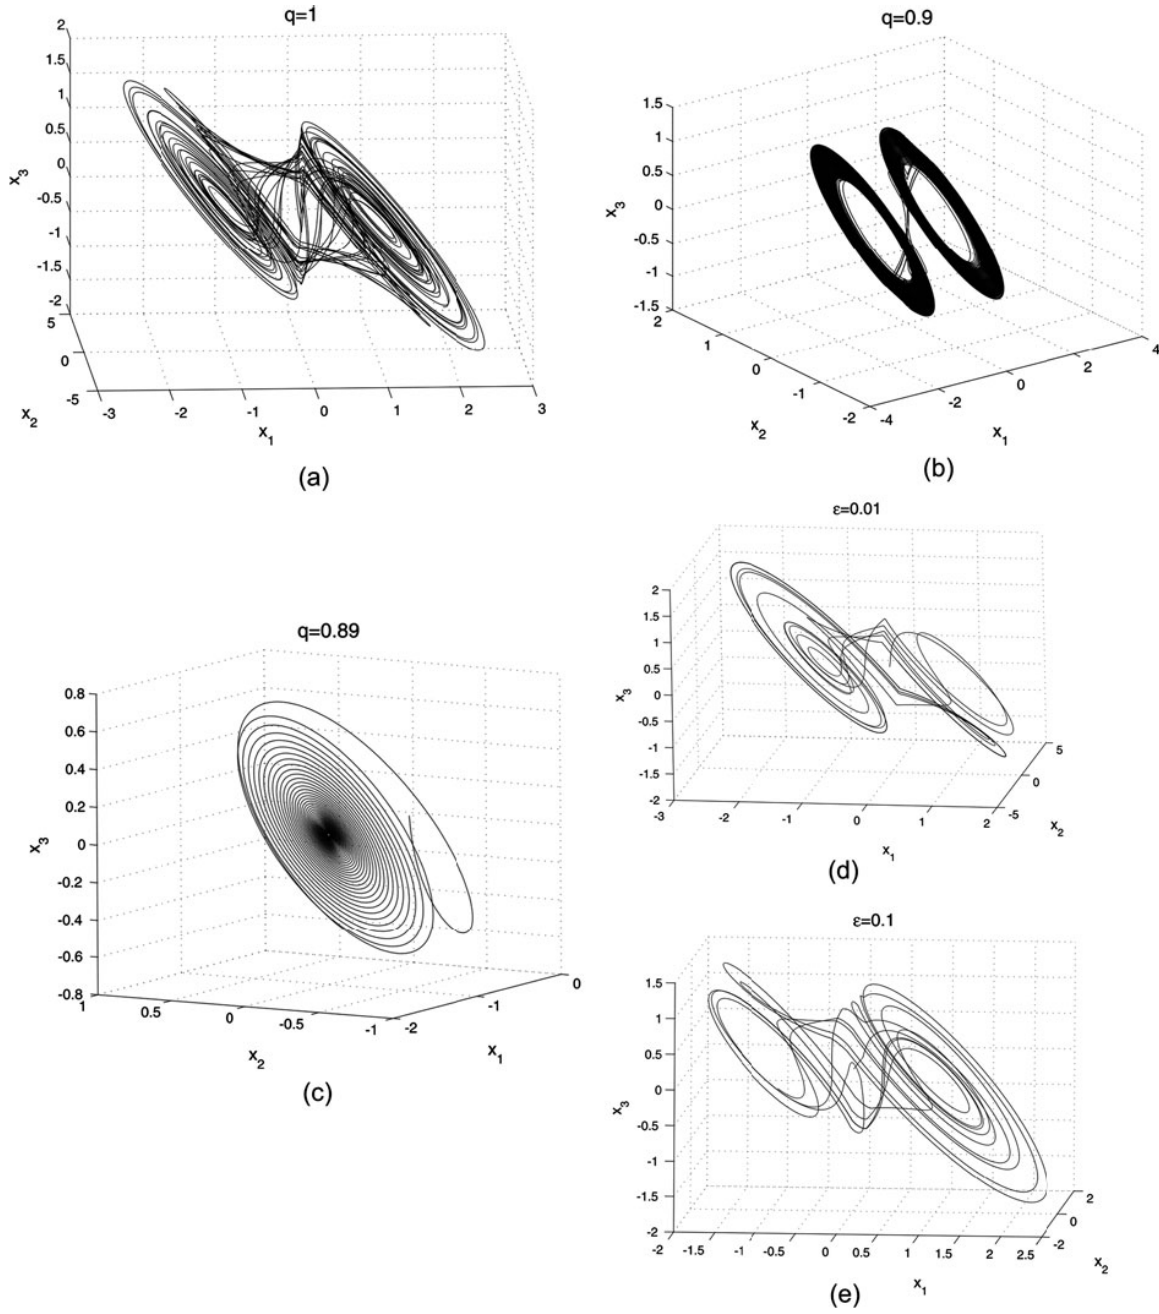 q=1
2
1.5
1
0.5
0
-0.5
-1
-1.5
-2
x3
5
0
-5
x2
-3 -2 -1 0 1 2 3
x1
(a)
q=0.9
1.5
1
0.5
0
-0.5
-1
-1.5
x3
2 1 0 -1 -2
x2
-4 -2 0 2 4
x1
(b)
q=0.89
0.8
0.6
0.4
0.2
0
-0.2
-0.4
-0.6
-0.8
x3
1 0.5 0 -0.5 -1
x2
-2 -1 0
x1
(c)
ε=0.01
2
1.5
1
0.5
0
-0.5
-1
-1.5
-2
x3
-3 -2 -1 0 1 2
x1
-5 0 5
x2
(d)
ε=0.1
1.5
1
0.5
0
-0.5
-1
-1.5
-2
x3
-2 -1.5 -1 -0.5 0 0.5 1 1.5 2 2.5
x1
-2 0 2
x2
(e)